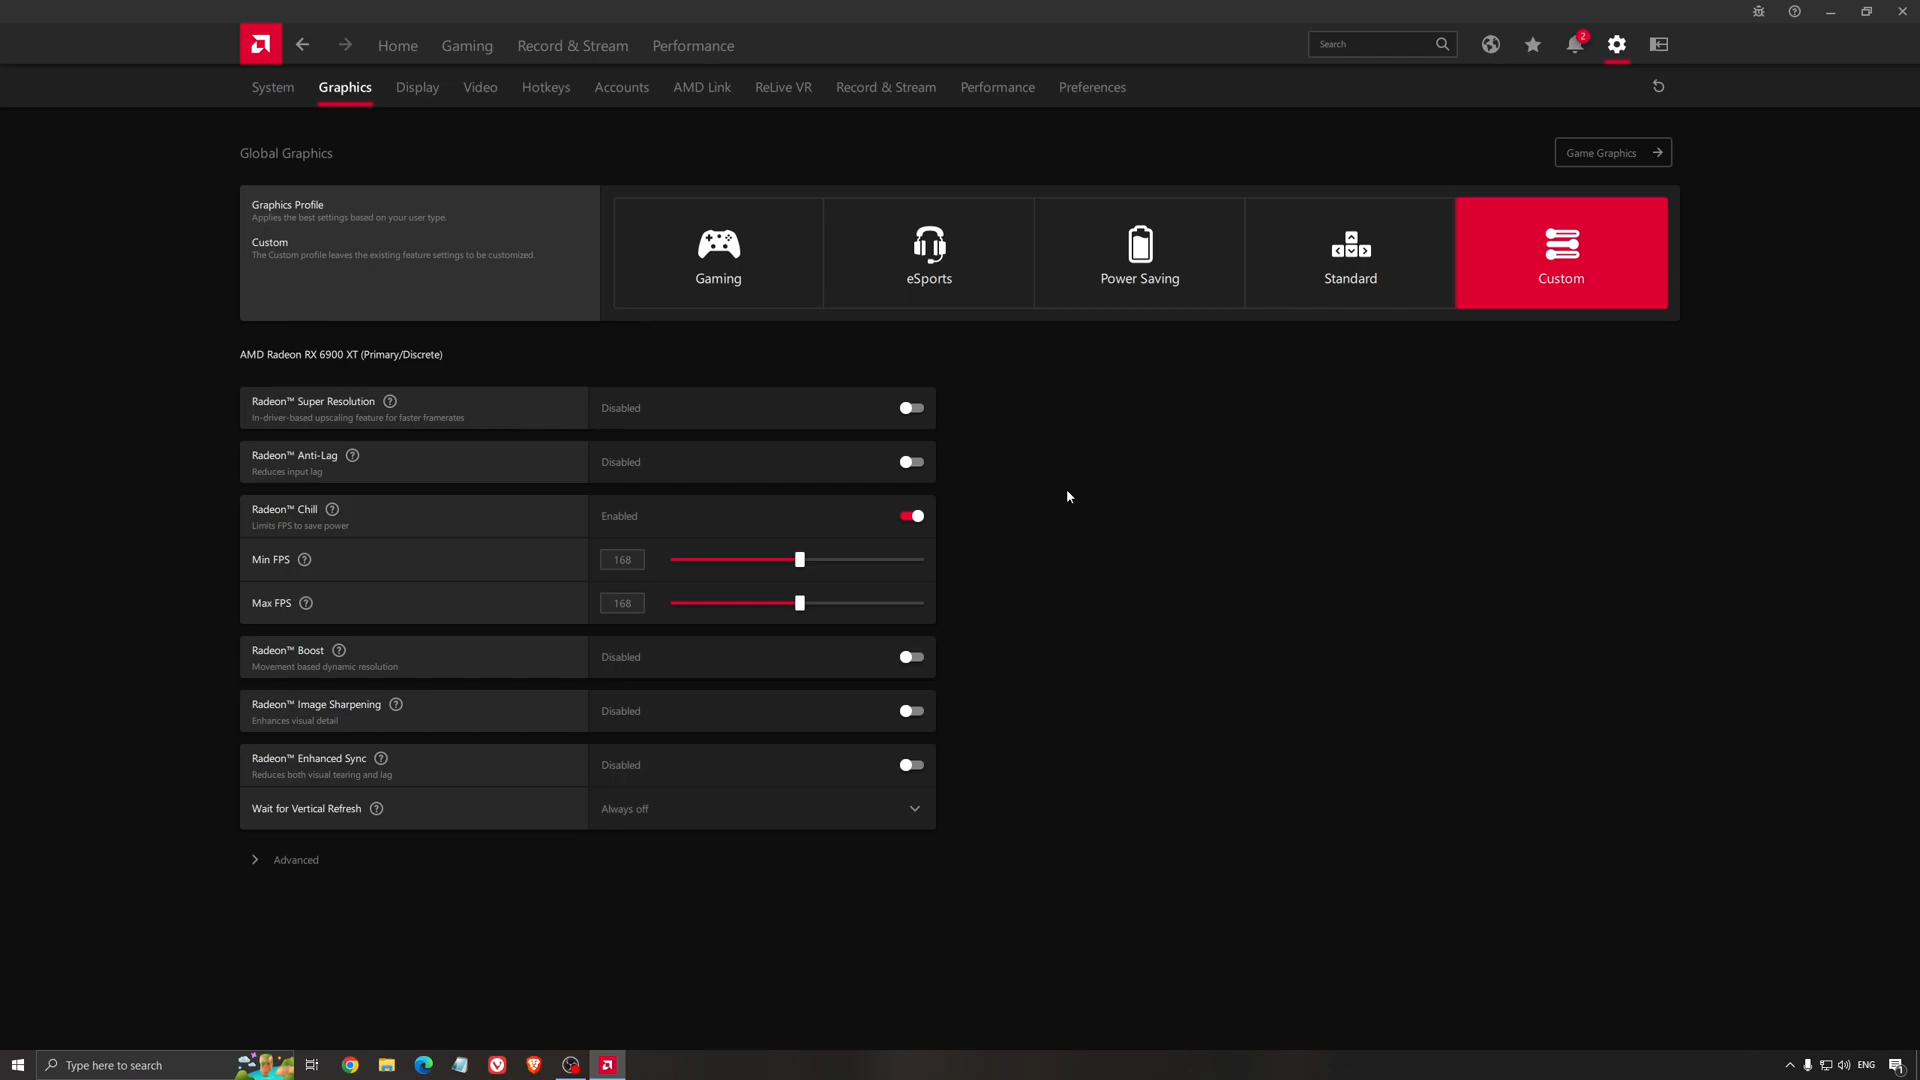 Home Gaming Record & Stream Performance Search 2
System Graphics Display Video Hotkeys Accounts AMD Link ReLive VR Record & Stream Performance Preferences
Global Graphics
Game Graphics
Graphics Profile
Applies the best settings based on your user type.
Custom
The Custom profile leaves the existing feature settings to be customized.
Gaming eSports Power Saving Standard Custom
AMD Radeon RX 6900 XT (Primary/Discrete)
Radeon™ Super Resolution ?
In-driver-based upscaling feature for faster framerates
Disabled
Radeon™ Anti-Lag ?
Reduces input lag
Disabled
Radeon™ Chill ?
Limits FPS to save power
Enabled
Min FPS ? 168
Max FPS ? 168
Radeon™ Boost ?
Movement based dynamic resolution
Disabled
Radeon™ Image Sharpening ?
Enhances visual detail
Disabled
Radeon™ Enhanced Sync ?
Reduces both visual tearing and lag
Disabled
Wait for Vertical Refresh ? Always off
Advanced
Type here to search ENG 1